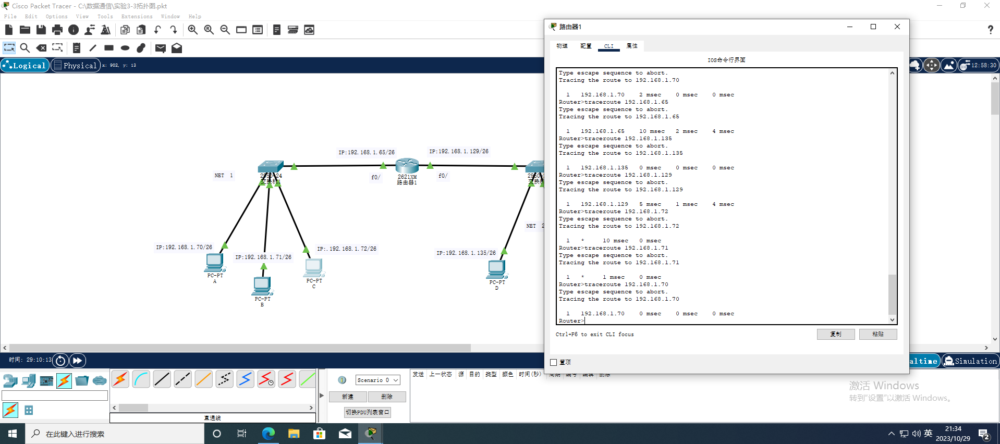 Cisco Packet Tracer - C:\数据通信\实验3-3拓扑图.pkt
File Edit Options View Tools Extensions Window Help
?
Logical
Physical
x: 902, y: 13
12:58:30
NET 1
IP:192.168.1.65/26
IP:192.168.1.129/26
f0/
f0/
2950-24
交换机1
2621XM
路由器1
2950-
交换机
NET 2
IP:192.168.1.70/26
IP:192.168.1.71/26
IP:.192.168.1.72/26
IP:192.168.1.135/26
PC-PT
A
PC-PT
B
PC-PT
C
PC-PT
D
路由器1
物理 配置 CLI 属性
IOS命令行界面
Type escape sequence to abort.
Tracing the route to 192.168.1.70
1 192.168.1.70 2 msec 0 msec 0 msec
Router>traceroute 192.168.1.65
Type escape sequence to abort.
Tracing the route to 192.168.1.65
1 192.168.1.65 10 msec 2 msec 4 msec
Router>traceroute 192.168.1.135
Type escape sequence to abort.
Tracing the route to 192.168.1.135
1 192.168.1.135 0 msec 0 msec 0 msec
Router>traceroute 192.168.1.129
Type escape sequence to abort.
Tracing the route to 192.168.1.129
1 192.168.1.129 5 msec 1 msec 4 msec
Router>traceroute 192.168.1.72
Type escape sequence to abort.
Tracing the route to 192.168.1.72
1 * 10 msec 0 msec
Router>traceroute 192.168.1.71
Type escape sequence to abort.
Tracing the route to 192.168.1.71
1 * 1 msec 0 msec
Router>traceroute 192.168.1.70
Type escape sequence to abort.
Tracing the route to 192.168.1.70
1 192.168.1.70 0 msec 0 msec 0 msec
Router>
Ctrl+F6 to exit CLI focus
复制
粘贴
置顶
时间: 29:10:13
altime
Simulation
直通线
Scenario 0
新建
删除
切换PDU列表窗口
发送 上一状态 源 目的 类型 颜色 时间(秒) 周期 编号 编辑 删除
激活 Windows
转到"设置"以激活 Windows。
在此键入进行搜索
英
21:34
2023/10/29
2